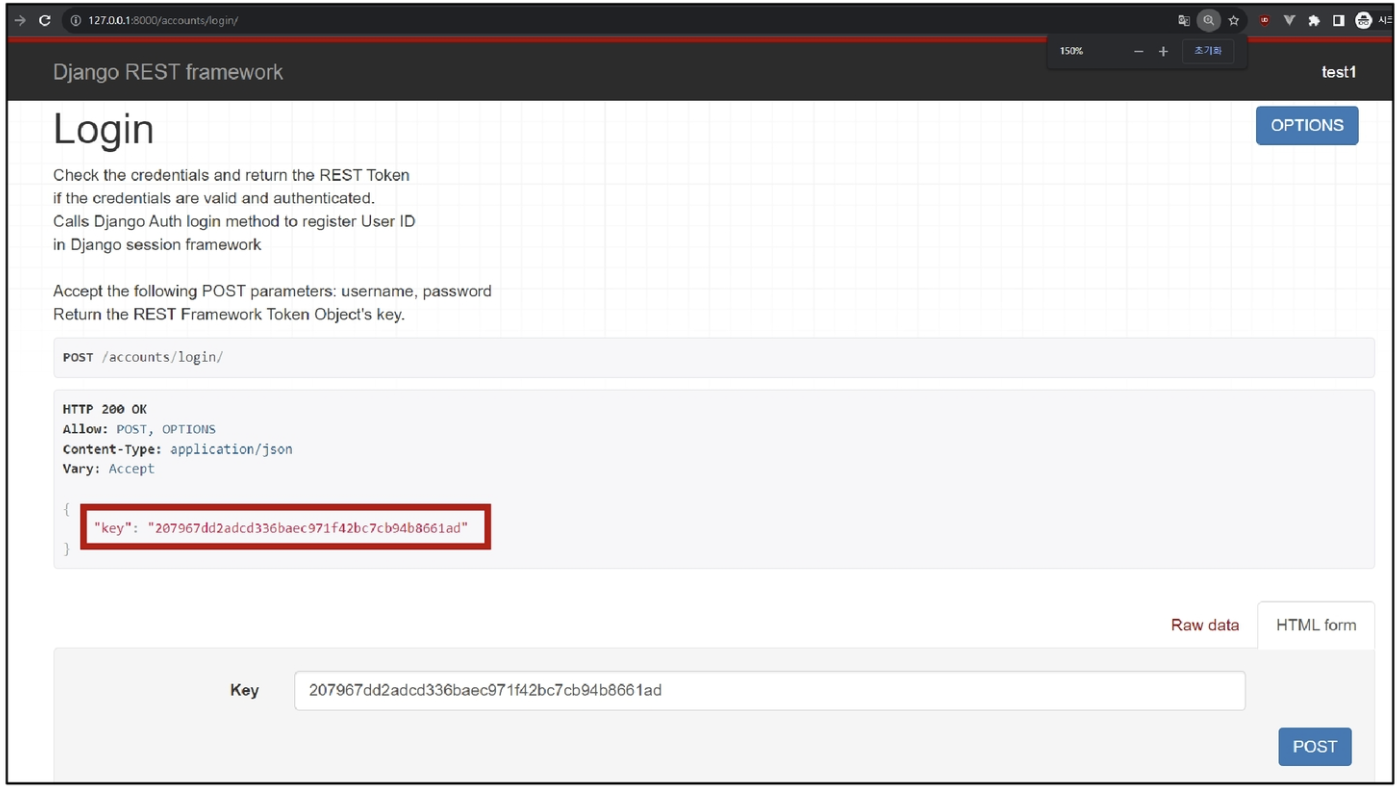 127.0.0.1:8000/accounts/login/
150%
초기화
Django REST framework
test1
Login
OPTIONS
Check the credentials and return the REST Token
if the credentials are valid and authenticated.
Calls Django Auth login method to register User ID
in Django session framework
Accept the following POST parameters: username, password
Return the REST Framework Token Object's key.
POST /accounts/login/
HTTP 200 OK
Allow: POST, OPTIONS
Content-Type: application/json
Vary: Accept
{
"key": "207967dd2adcd336baec971f42bc7cb94b8661ad"
}
Raw data
HTML form
Key
207967dd2adcd336baec971f42bc7cb94b8661ad
POST